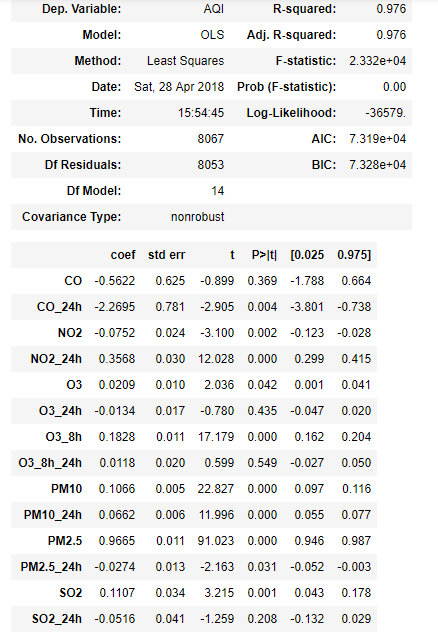 Dep. Variable: AQI R-squared: 0.976
Model: OLS Adj. R-squared: 0.976
Method: Least Squares F-statistic: 2.332e+04
Date: Sat, 28 Apr 2018 Prob (F-statistic): 0.00
Time: 15:54:45 Log-Likelihood: -36579.
No. Observations: 8067 AIC: 7.319e+04
Df Residuals: 8053 BIC: 7.328e+04
Df Model: 14
Covariance Type: nonrobust
coef std err t P>|t| [0.025 0.975]
CO -0.5622 0.625 -0.899 0.369 -1.788 0.664
CO_24h -2.2695 0.781 -2.905 0.004 -3.801 -0.738
NO2 -0.0752 0.024 -3.100 0.002 -0.123 -0.028
NO2_24h 0.3568 0.030 12.028 0.000 0.299 0.415
O3 0.0209 0.010 2.036 0.042 0.001 0.041
O3_24h -0.0134 0.017 -0.780 0.435 -0.047 0.020
O3_8h 0.1828 0.011 17.179 0.000 0.162 0.204
O3_8h_24h 0.0118 0.020 0.599 0.549 -0.027 0.050
PM10 0.1066 0.005 22.827 0.000 0.097 0.116
PM10_24h 0.0662 0.006 11.996 0.000 0.055 0.077
PM2.5 0.9665 0.011 91.023 0.000 0.946 0.987
PM2.5_24h -0.0274 0.013 -2.163 0.031 -0.052 -0.003
SO2 0.1107 0.034 3.215 0.001 0.043 0.178
SO2_24h -0.0516 0.041 -1.259 0.208 -0.132 0.029